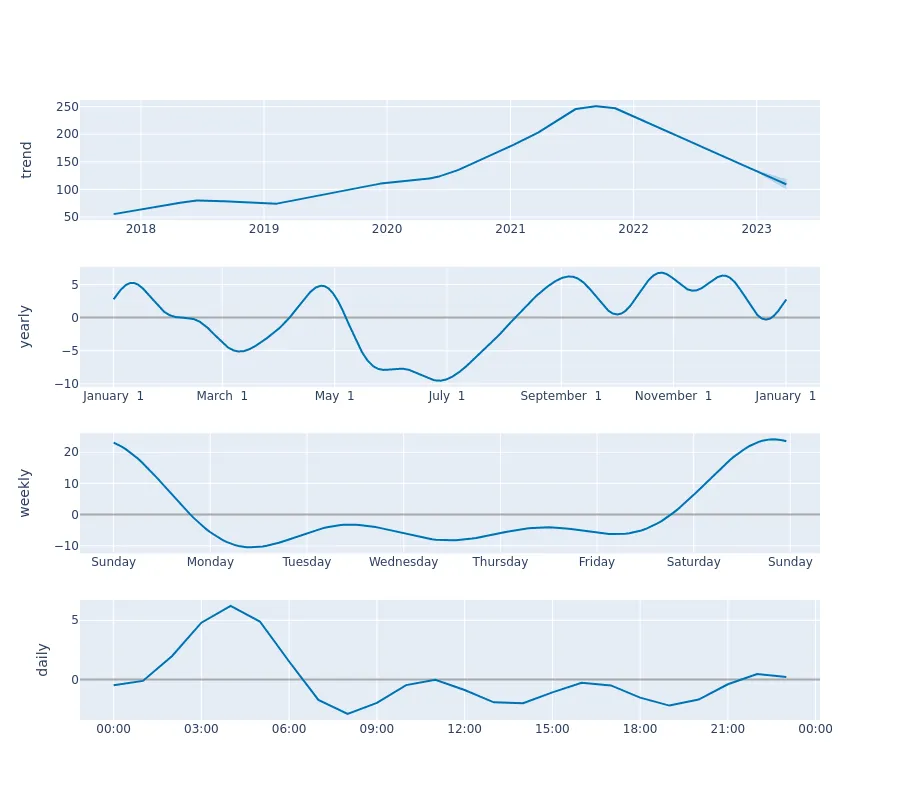 trend
250
200
150
100
50
2018 2019 2020 2021 2022 2023
yearly
5
0
−5
−10
January 1 March 1 May 1 July 1 September 1 November 1 January 1
weekly
20
10
0
−10
Sunday Monday Tuesday Wednesday Thursday Friday Saturday Sunday
daily
5
0
00:00 03:00 06:00 09:00 12:00 15:00 18:00 21:00 00:00